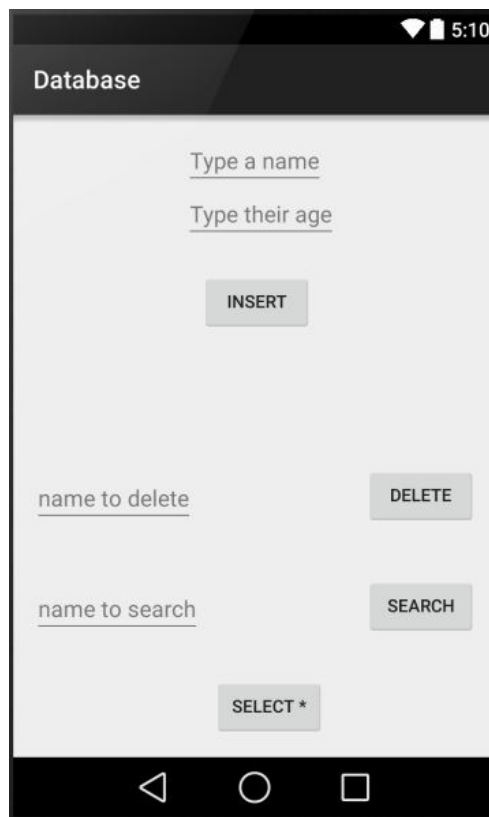 5:10
Database
Type a name
Type their age
INSERT
name to delete
DELETE
name to search
SEARCH
SELECT *